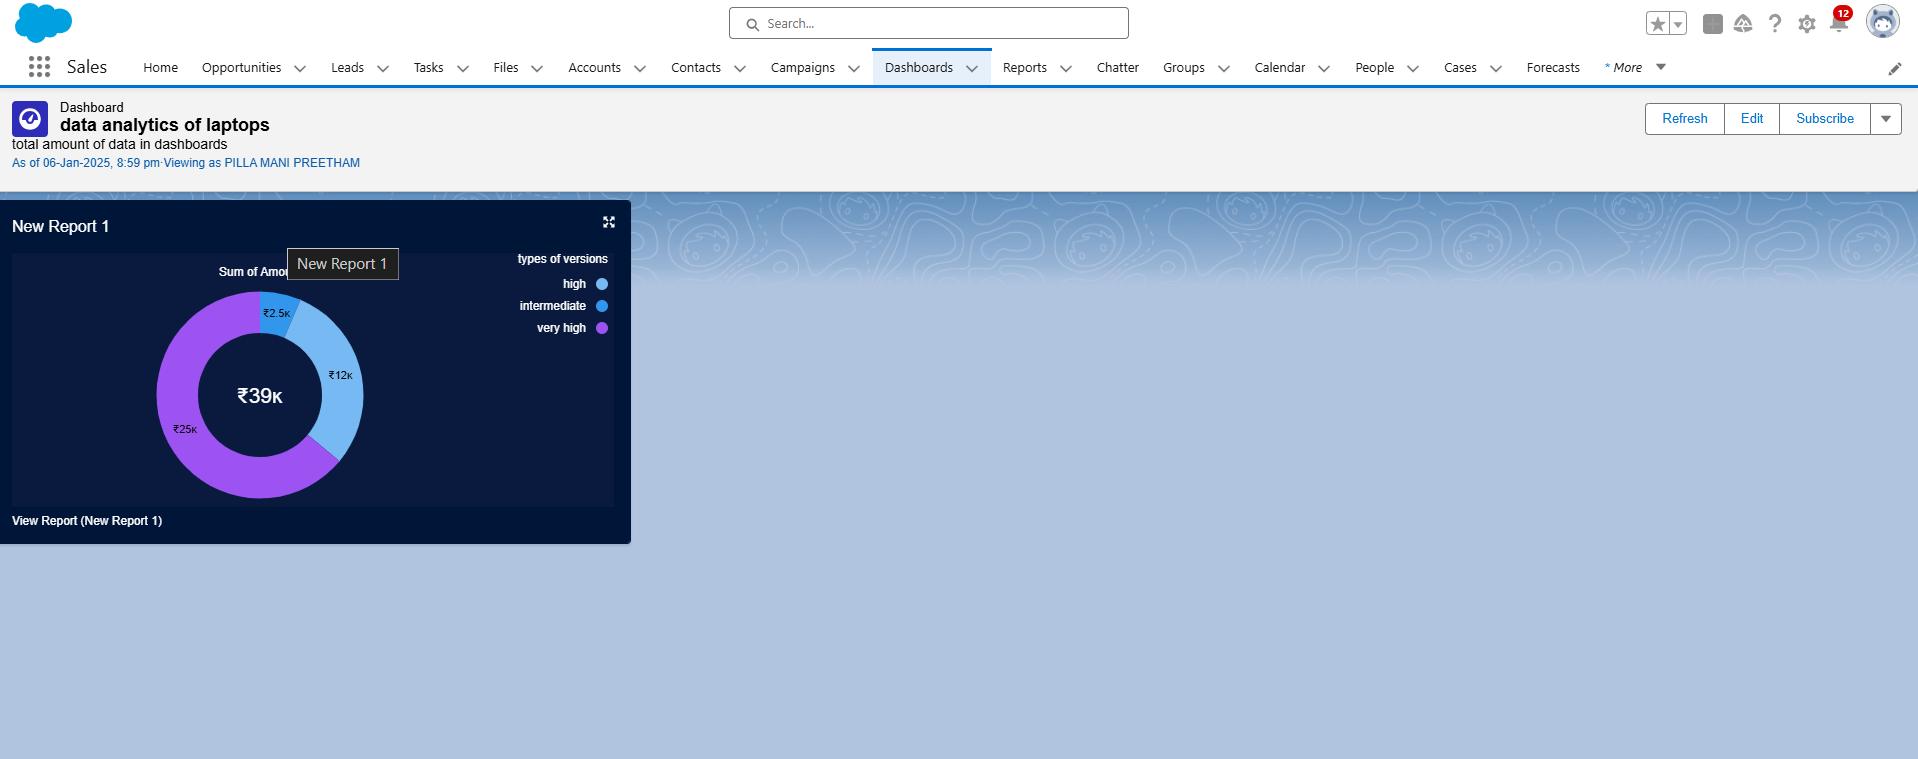 Search...
12
Sales Home Opportunities Leads Tasks Files Accounts Contacts Campaigns Dashboards Reports Chatter Groups Calendar People Cases Forecasts * More
Dashboard
data analytics of laptops
total amount of data in dashboards
As of 06-Jan-2025, 8:59 pm·Viewing as PILLA MANI PREETHAM
Refresh Edit Subscribe
New Report 1
New Report 1
Sum of Amou
types of versions
high
intermediate
very high
₹2.5K
₹12K
₹39K
₹25K
View Report (New Report 1)